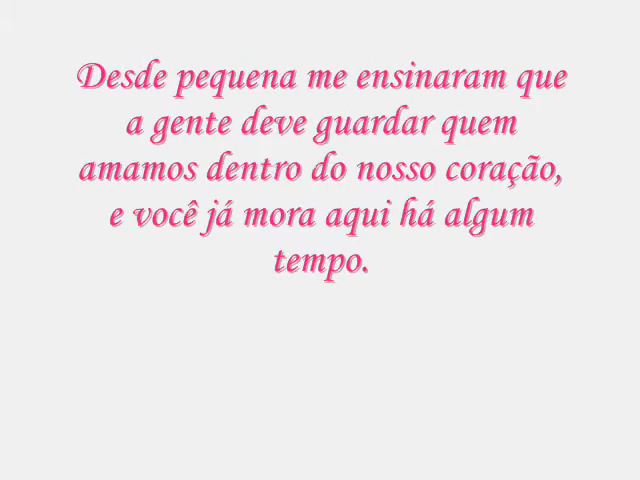 Desde pequena me ensinaram que
a gente deve guardar quem
amamos dentro do nosso coração,
e você já mora aqui há algum
tempo.